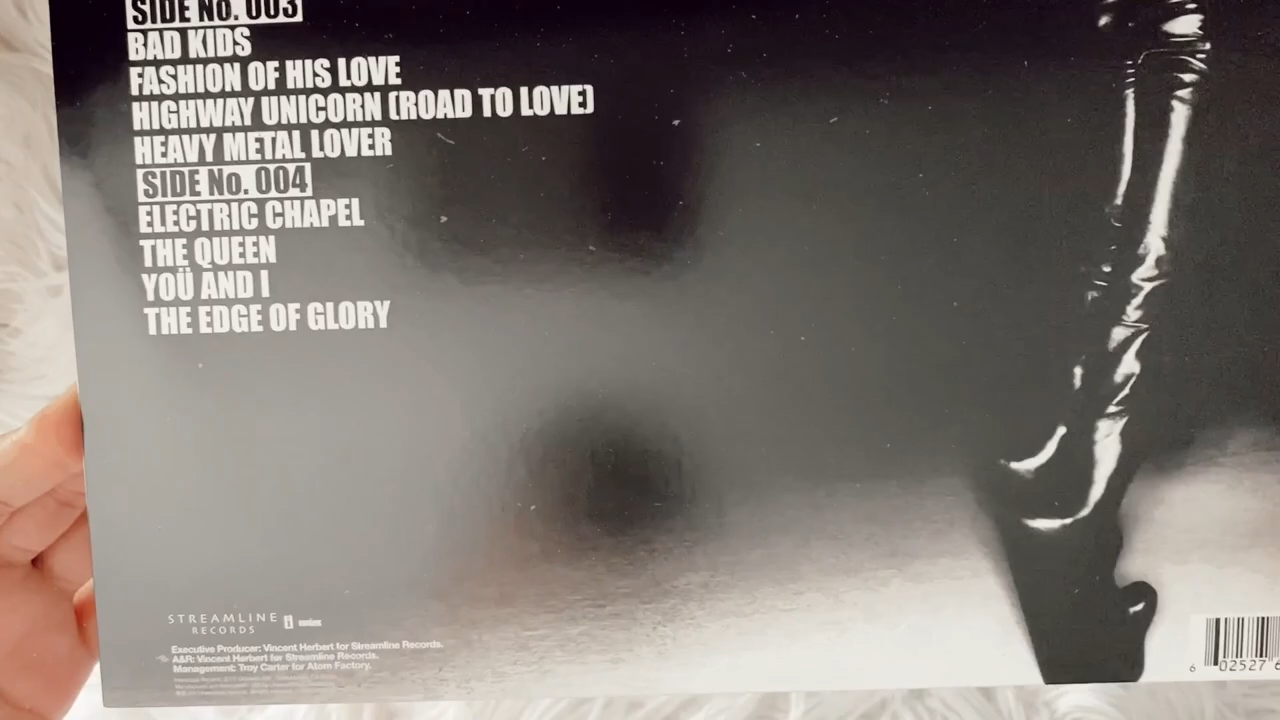 SIDE No. 003
BAD KIDS
FASHION OF HIS LOVE
HIGHWAY UNICORN (ROAD TO LOVE)
HEAVY METAL LOVER
SIDE No. 004
ELECTRIC CHAPEL
THE QUEEN
YOÜ AND I
THE EDGE OF GLORY
STREAMLINE
RECORDS
Executive Producer: Vincent Herbert for Streamline Records.
A&R: Vincent Herbert for Streamline Records.
Management: Troy Carter for Atom Factory.
6 02527 6